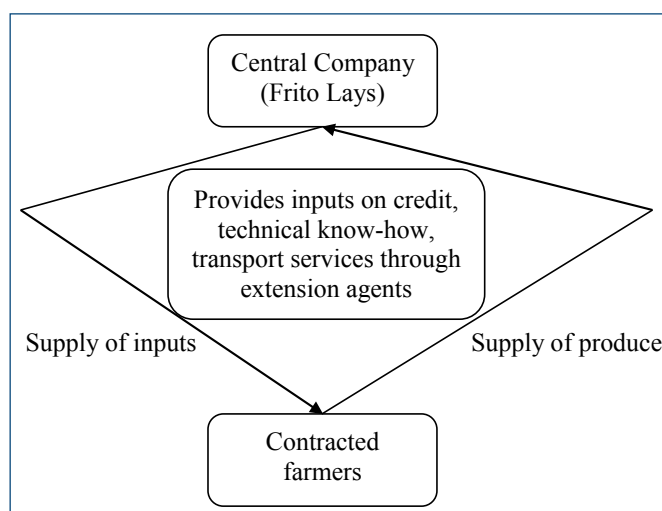 Central Company
(Frito Lays)
Provides inputs on credit,
technical know-how,
transport services through
extension agents
Supply of inputs
Supply of produce
Contracted
farmers